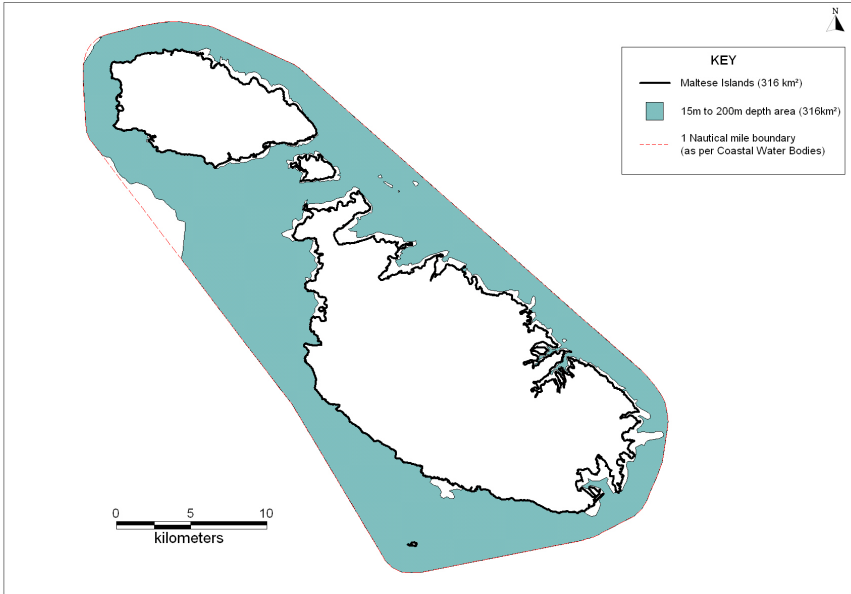 N
KEY
Maltese Islands (316 km²)
15m to 200m depth area (316km²)
1 Nautical mile boundary
(as per Coastal Water Bodies)
0 5 10
kilometers